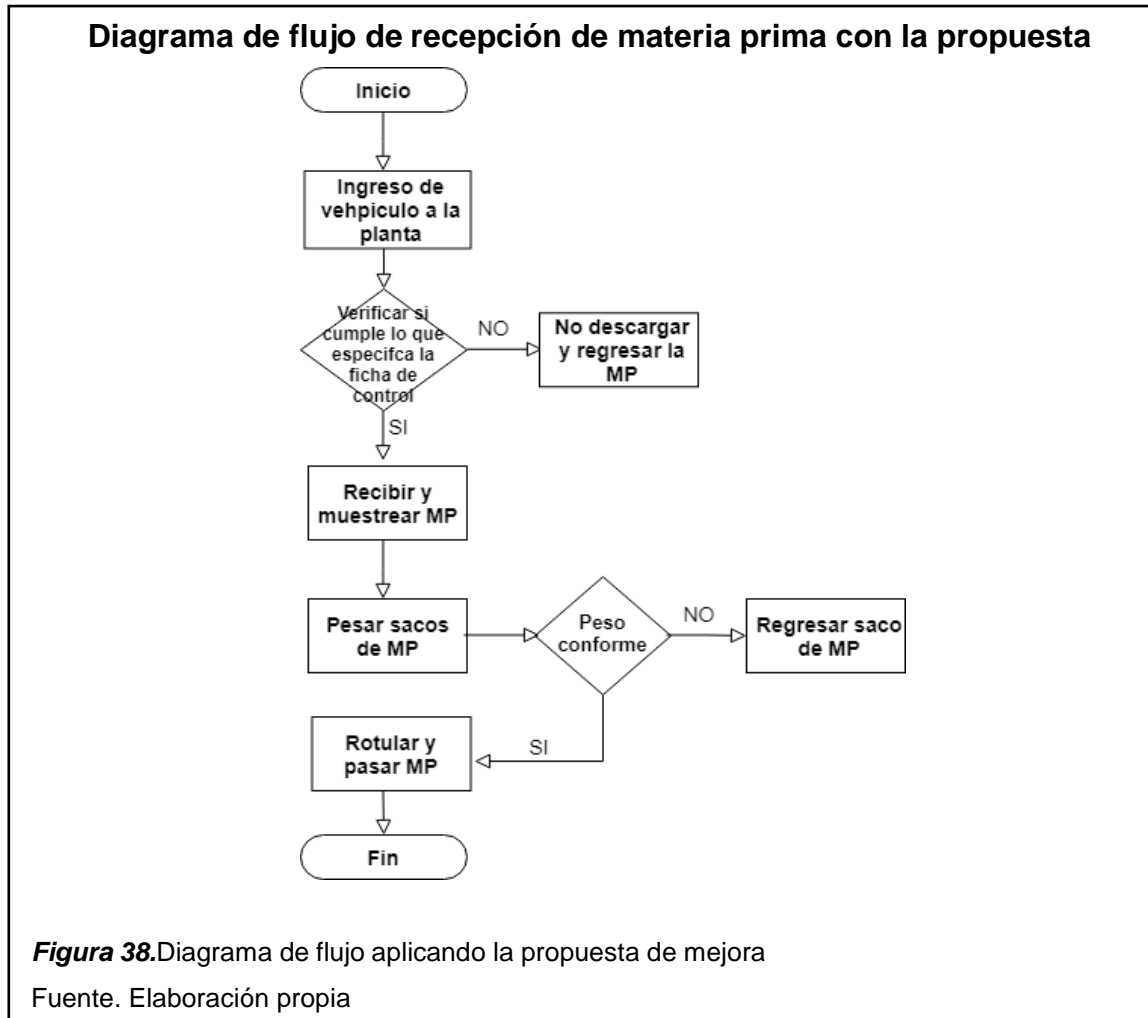 Diagrama de flujo de recepción de materia prima con la propuesta
Inicio
Ingreso de
vehpiculo a la
planta
Verificar si
cumple lo que
especifca la
ficha de
control
NO
No descargar
y regresar la
MP
SI
Recibir y
muestrear MP
Pesar sacos
de MP
Peso
conforme
NO
Regresar saco
de MP
SI
Rotular y
pasar MP
Fin
Figura 38.Diagrama de flujo aplicando la propuesta de mejora
Fuente. Elaboración propia